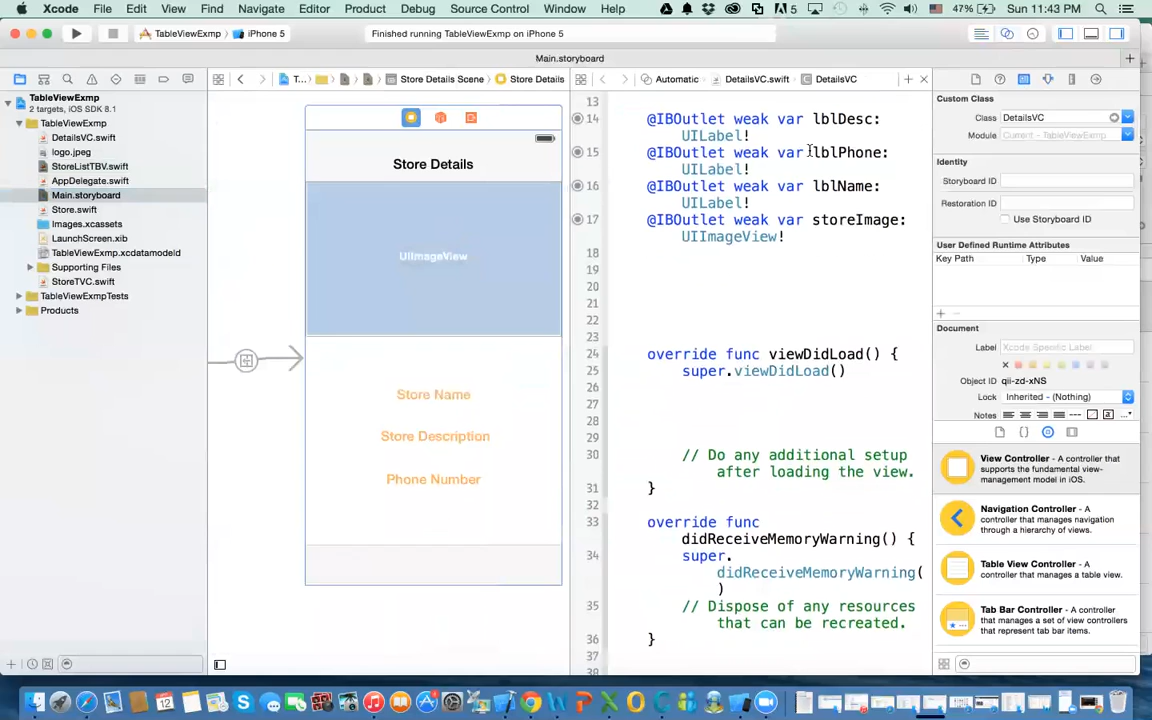 Xcode File Edit View Find Navigate Editor Product Debug Source Control Window Help
5 47% Sun 11:43 PM
TableViewExmp iPhone 5 Finished running TableViewExmp on iPhone 5
Main.storyboard
T... Store Details Scene Store Details Automatic DetailsVC.swift DetailsVC
TableViewExmp
2 targets, iOS SDK 8.1
TableViewExmp
DetailsVC.swift
logo.jpeg
StoreListTBV.swift
AppDelegate.swift
Main.storyboard
Store.swift
Images.xcassets
LaunchScreen.xib
TableViewExmp.xcdatamodeld
Supporting Files
StoreTVC.swift
TableViewExmpTests
Products
Store Details
UIImageView
Store Name
Store Description
Phone Number
13
14 @IBOutlet weak var lblDesc:
UILabel!
15 @IBOutlet weak var lblPhone:
UILabel!
16 @IBOutlet weak var lblName:
UILabel!
17 @IBOutlet weak var storeImage:
UIImageView!
18
19
20
21
22
23
24 override func viewDidLoad() {
25 super.viewDidLoad()
26
27
28
29
30 // Do any additional setup
after loading the view.
31 }
32
33 override func
didReceiveMemoryWarning() {
34 super.
didReceiveMemoryWarning(
)
35 // Dispose of any resources
that can be recreated.
36 }
37
38
Custom Class
Class DetailsVC
Module Current - TableViewExmp
Identity
Storyboard ID
Restoration ID
Use Storyboard ID
User Defined Runtime Attributes
Key Path Type Value
Document
Label Xcode Specific Label
Object ID qii-zd-xNS
Lock Inherited - (Nothing)
Notes
View Controller - A controller that
supports the fundamental view-
management model in iOS.
Navigation Controller - A
controller that manages navigation
through a hierarchy of views.
Table View Controller - A
controller that manages a table view.
Tab Bar Controller - A controller
that manages a set of view controllers
that represent tab bar items.